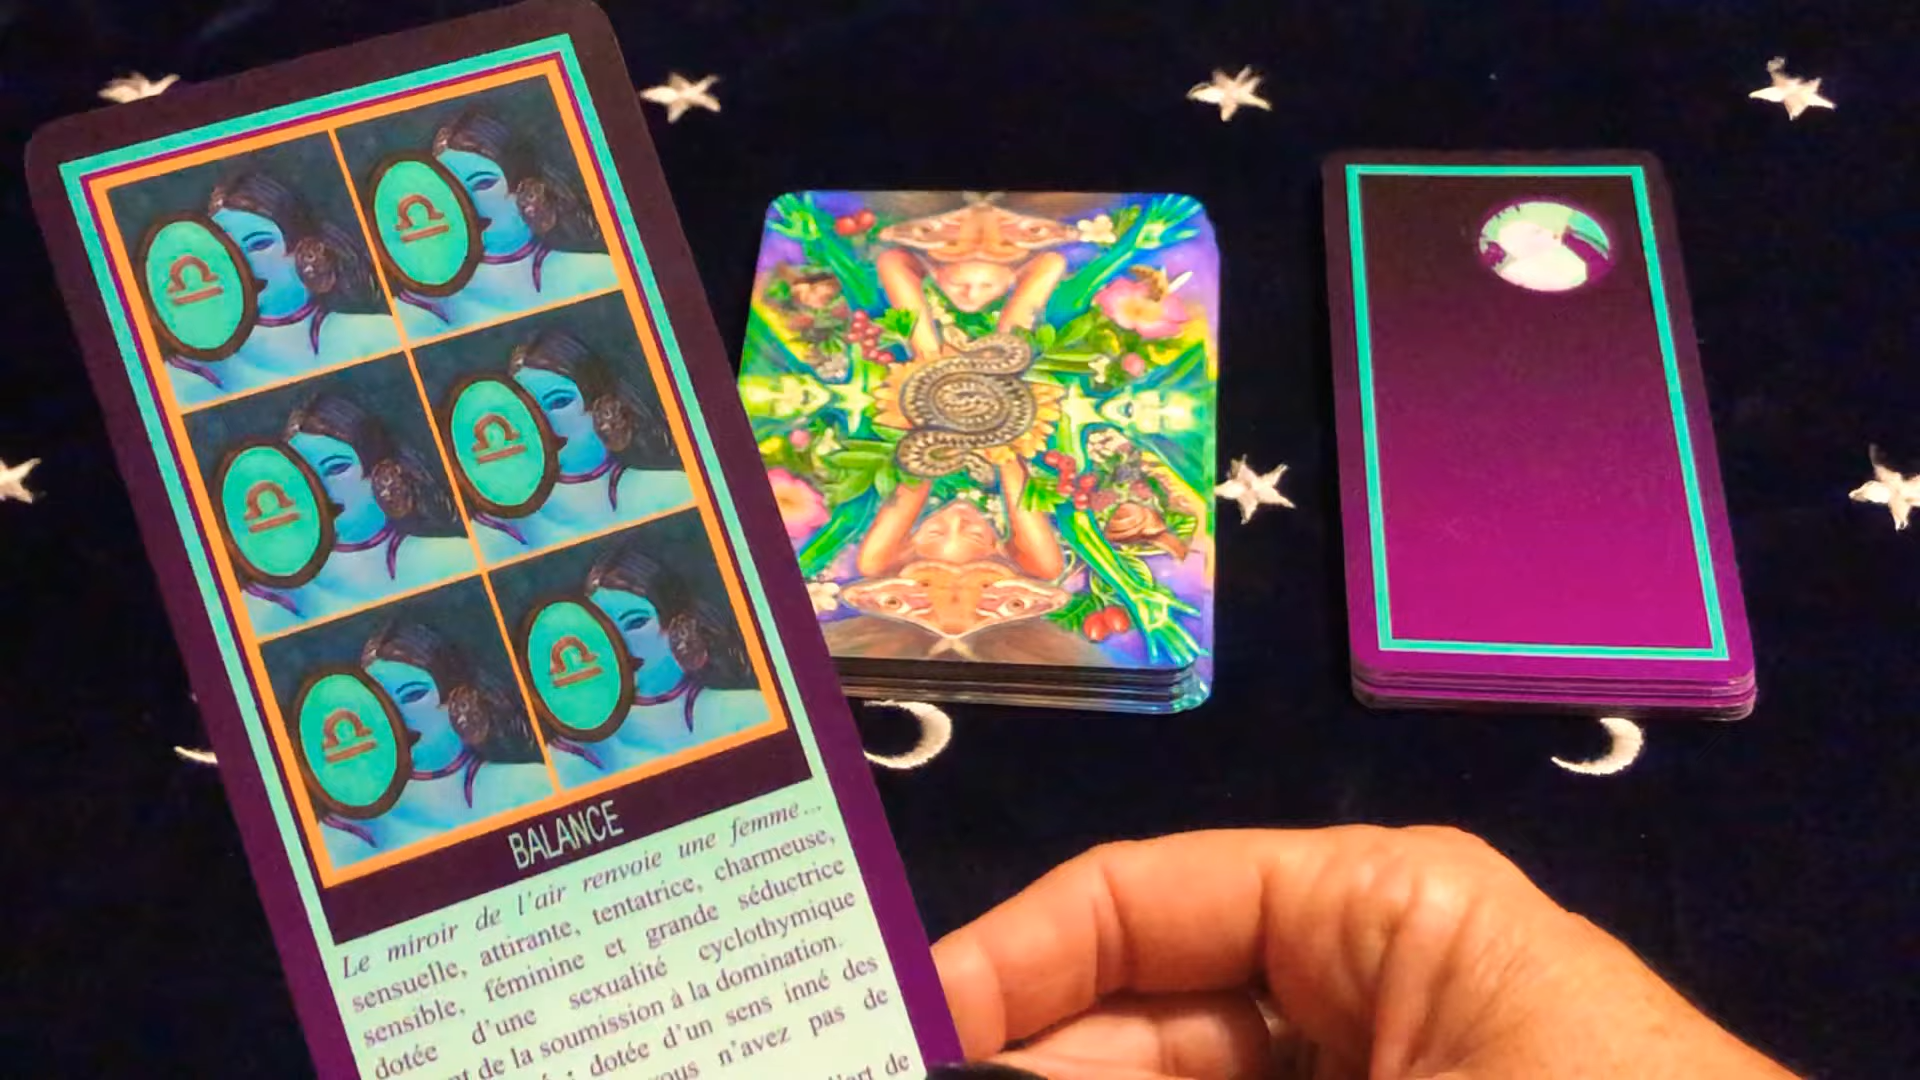 BALANCE
Le miroir de l'air renvoie une femme...
sensuelle, attirante, tentatrice, charmeuse,
sensible, féminine et grande séductrice
dotée d'une sexualité cyclothymique
de la soumission à la domination.
dotée d'un sens inné des
n'avez pas de
de